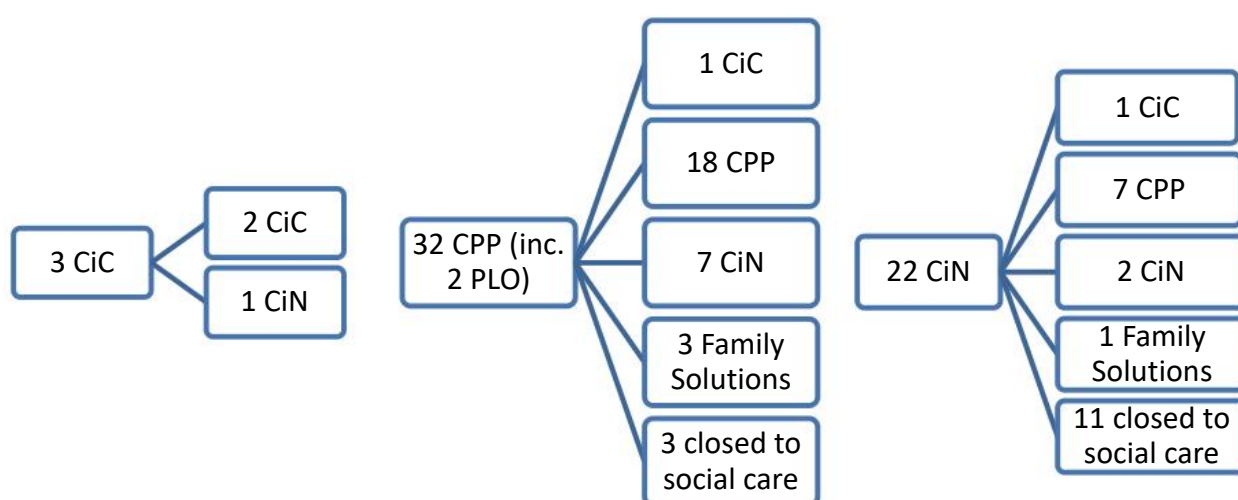 3 CiC
2 CiC
1 CiN
32 CPP (inc.
2 PLO)
1 CiC
18 CPP
7 CiN
3 Family
Solutions
3 closed to
social care
22 CiN
1 CiC
7 CPP
2 CiN
1 Family
Solutions
11 closed to
social care